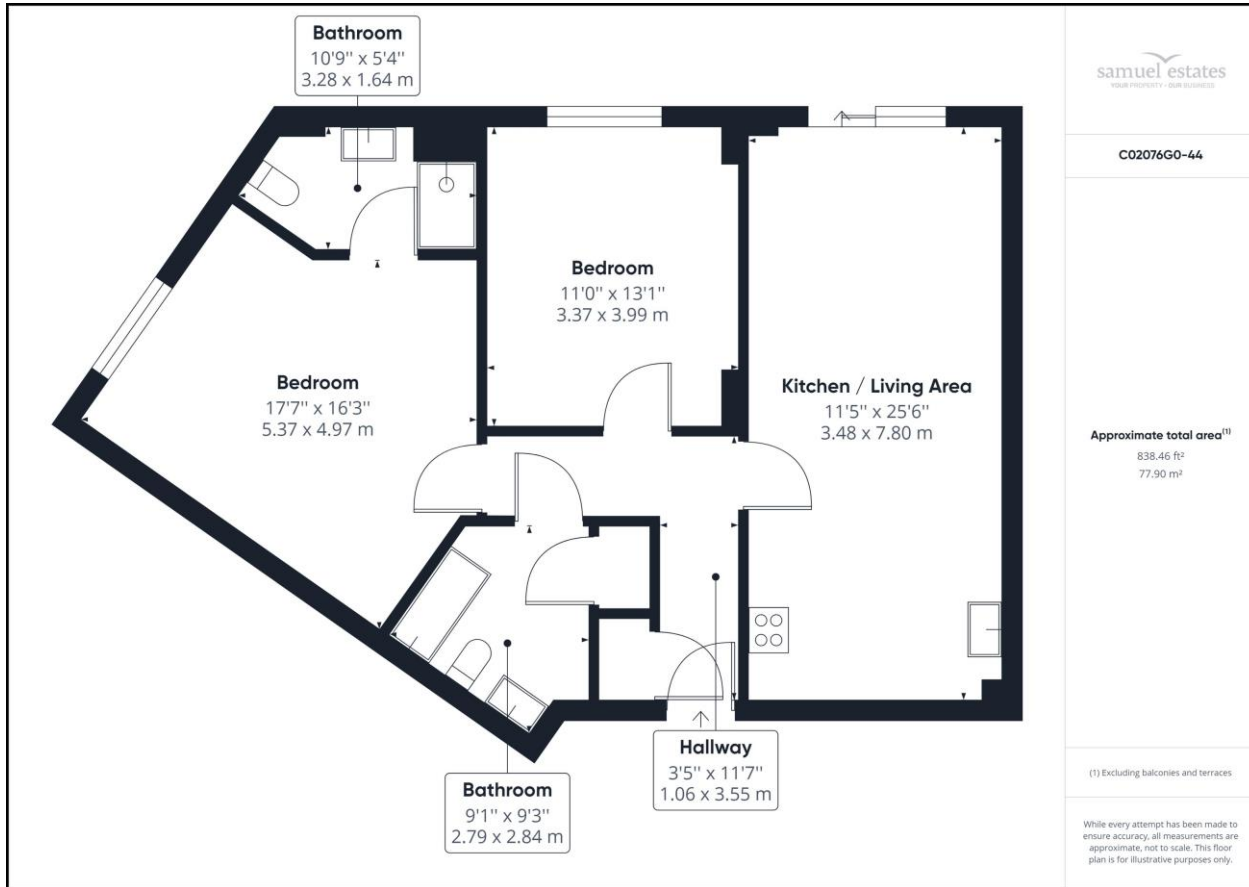 Bathroom
10'9" x 5'4"
3.28 x 1.64 m
Bedroom
11'0" x 13'1"
3.37 x 3.99 m
Bedroom
17'7" x 16'3"
5.37 x 4.97 m
Kitchen / Living Area
11'5" x 25'6"
3.48 x 7.80 m
Hallway
3'5" x 11'7"
1.06 x 3.55 m
Bathroom
9'1" x 9'3"
2.79 x 2.84 m
samuel estates
YOUR PROPERTY • OUR BUSINESS
C02076G0-44
Approximate total area(1)
838.46 ft²
77.90 m²
(1) Excluding balconies and terraces
While every attempt has been made to
ensure accuracy, all measurements are
approximate, not to scale. This floor
plan is for illustrative purposes only.